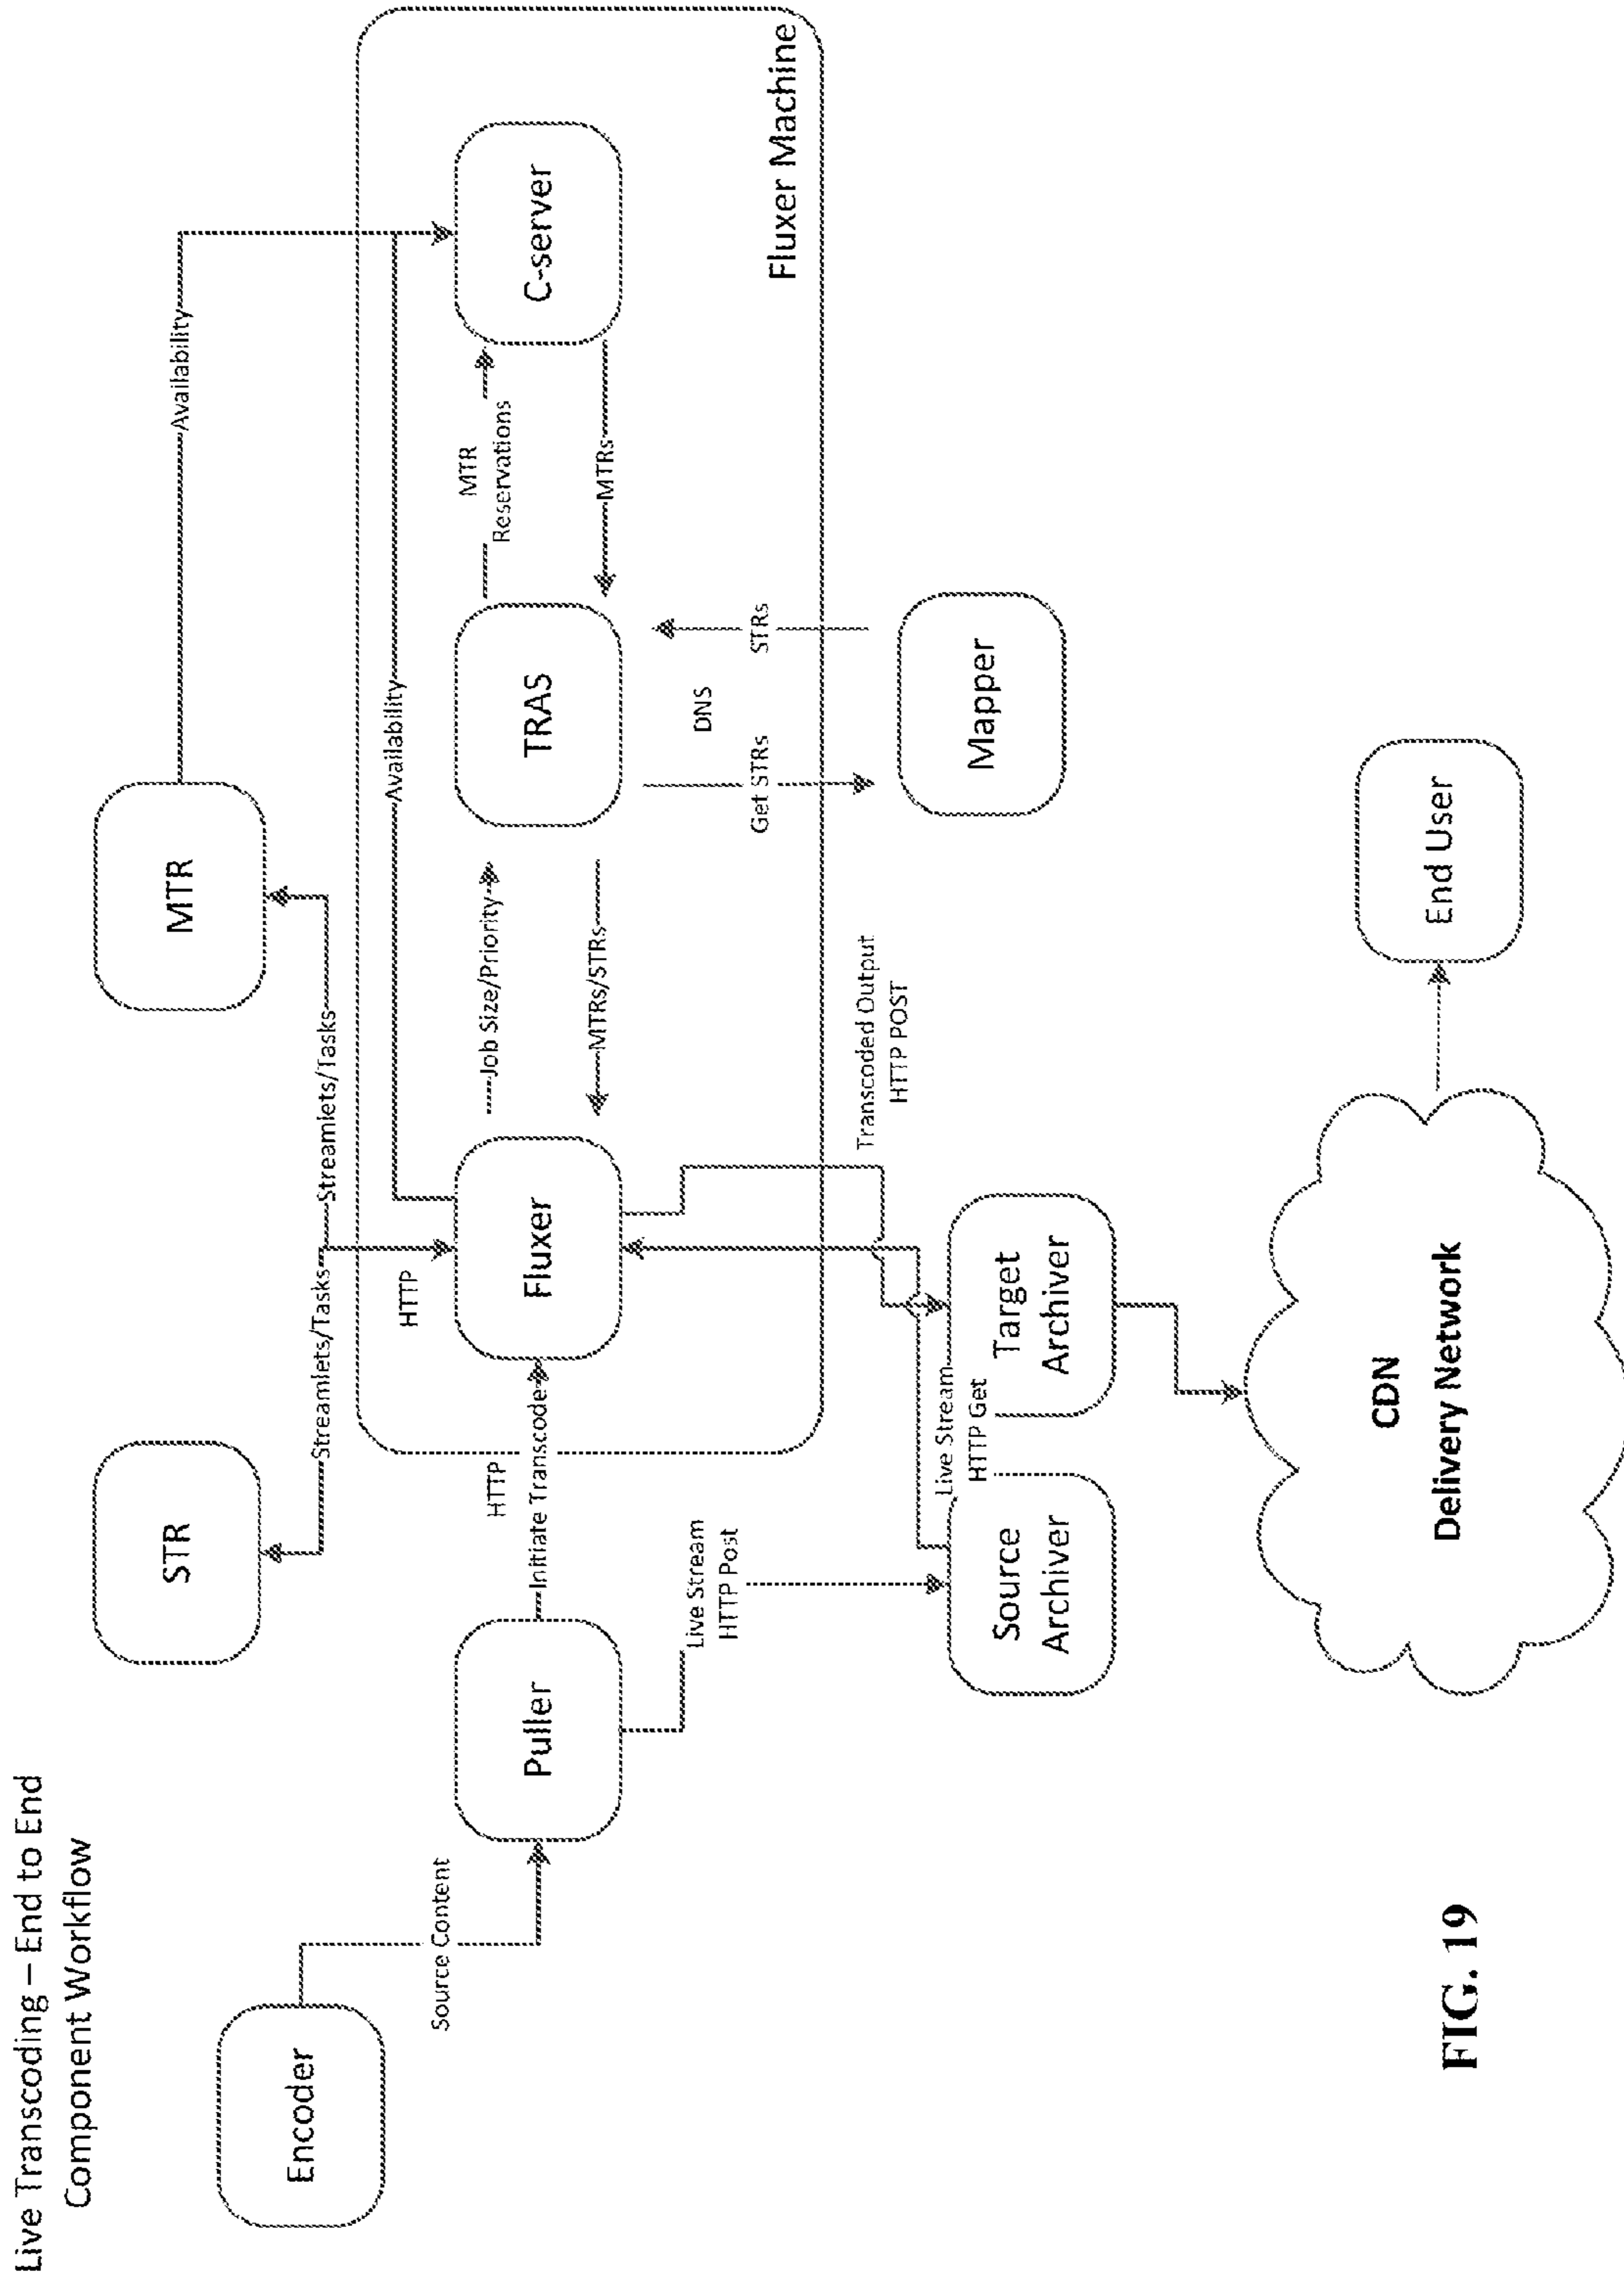 Live Transcoding – End to End
Component Workflow
Encoder
Source Content
STR
MTR
Streamlets/Tasks
Streamlets/Tasks
Availability
HTTP
Availability
Puller
HTTP
Initiate Transcode
Fluxer
Job Size/Priority
MTRs/STRs
TRAS
MTR
Reservations
MTRs
C-server
Fluxer Machine
Live Stream
HTTP Post
Transcoded Output
HTTP POST
Get STRs
DNS
STRs
Mapper
Source
Archiver
Live Stream
HTTP Get
Target
Archiver
CDN
Delivery Network
End User
FIG. 19